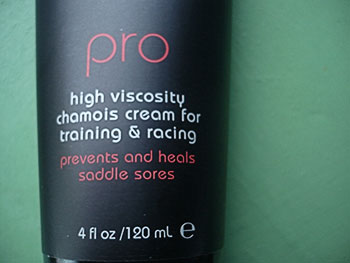 pro
high viscosity
chamois cream for
training & racing
prevents and heals
saddle sores
4 fl oz /120 mL ℮